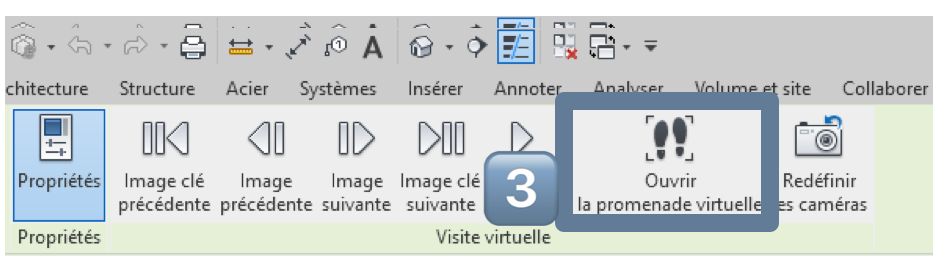 chitecture Structure Acier Systèmes Insérer Annoter Analyser Volume et site Collaborer
Propriétés Image clé Image Image Image clé Ouvrir Redéfinir
précédente précédente suivante suivante 3 la promenade virtuelle es caméras
Propriétés Visite virtuelle